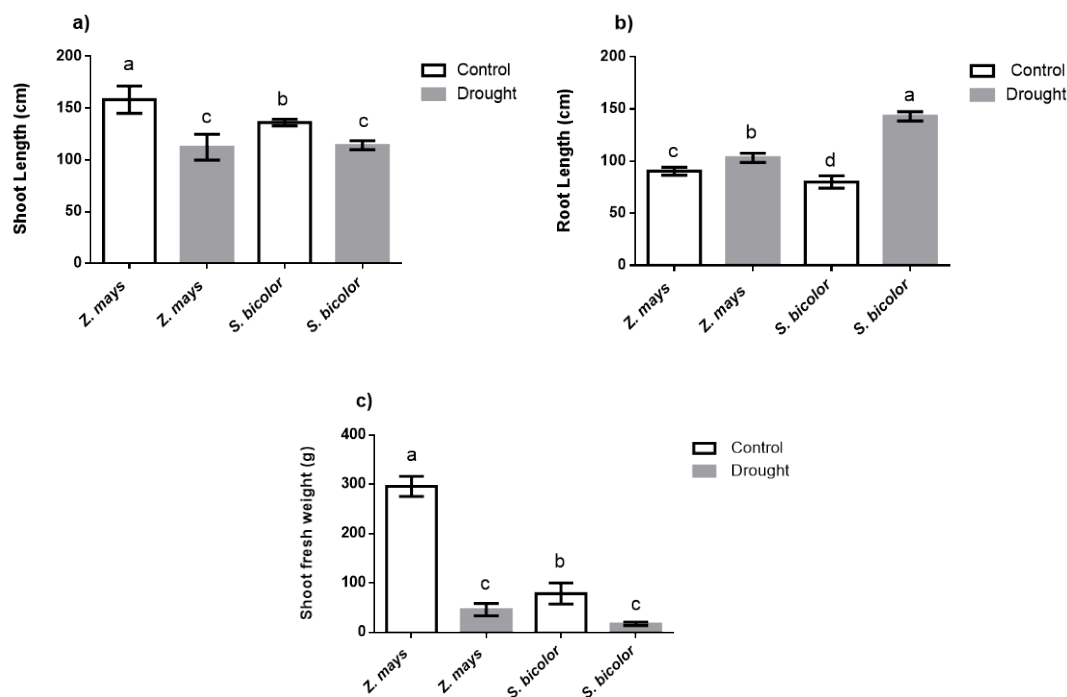 a)
Shoot Length (cm)
200
150
100
50
0
a
c
b
c
Z. mays
Z. mays
S. bicolor
S. bicolor
Control
Drought
b)
Root Length (cm)
200
150
100
50
0
c
b
d
a
Z. mays
Z. mays
S. bicolor
S. bicolor
Control
Drought
c)
Shoot fresh weight (g)
400
300
200
100
0
a
c
b
c
Z. mays
Z. mays
S. bicolor
S. bicolor
Control
Drought